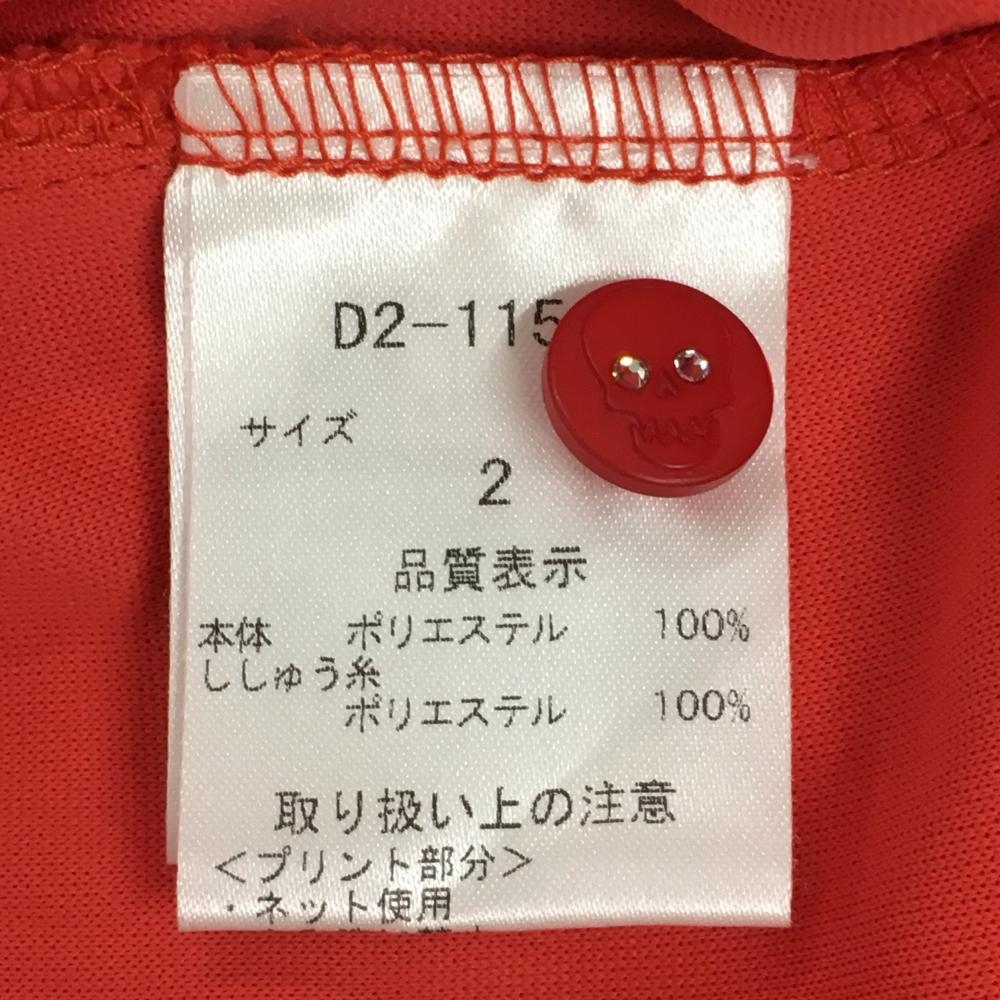 D2-115
サイズ
2
品質表示
本体 ポリエステル 100%
ししゅう糸
ポリエステル 100%
取り扱い上の注意
<プリント部分>
・ネット使用